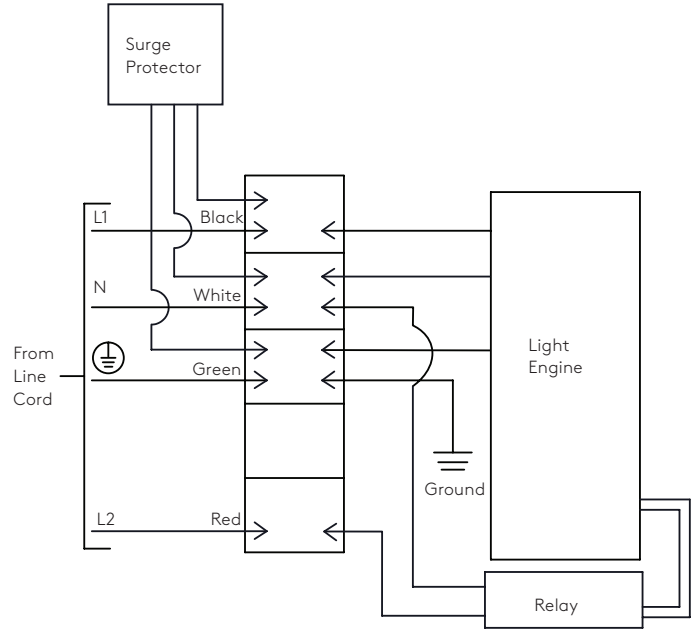 Surge
Protector
L1
Black
N
White
From
Line
Cord
Green
Light
Engine
Ground
L2
Red
Relay